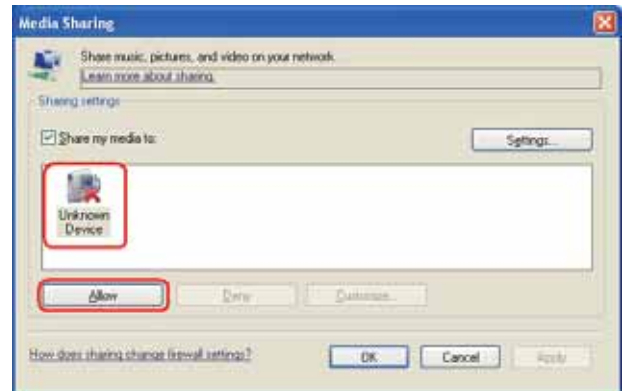 Media Sharing
Share music, pictures, and video on your network.
Learn more about sharing.
Sharing settings
Share my media to:
Settings...
Unknown
Device
Allow
Deny
Customize...
How does sharing change firewall settings?
OK
Cancel
Apply